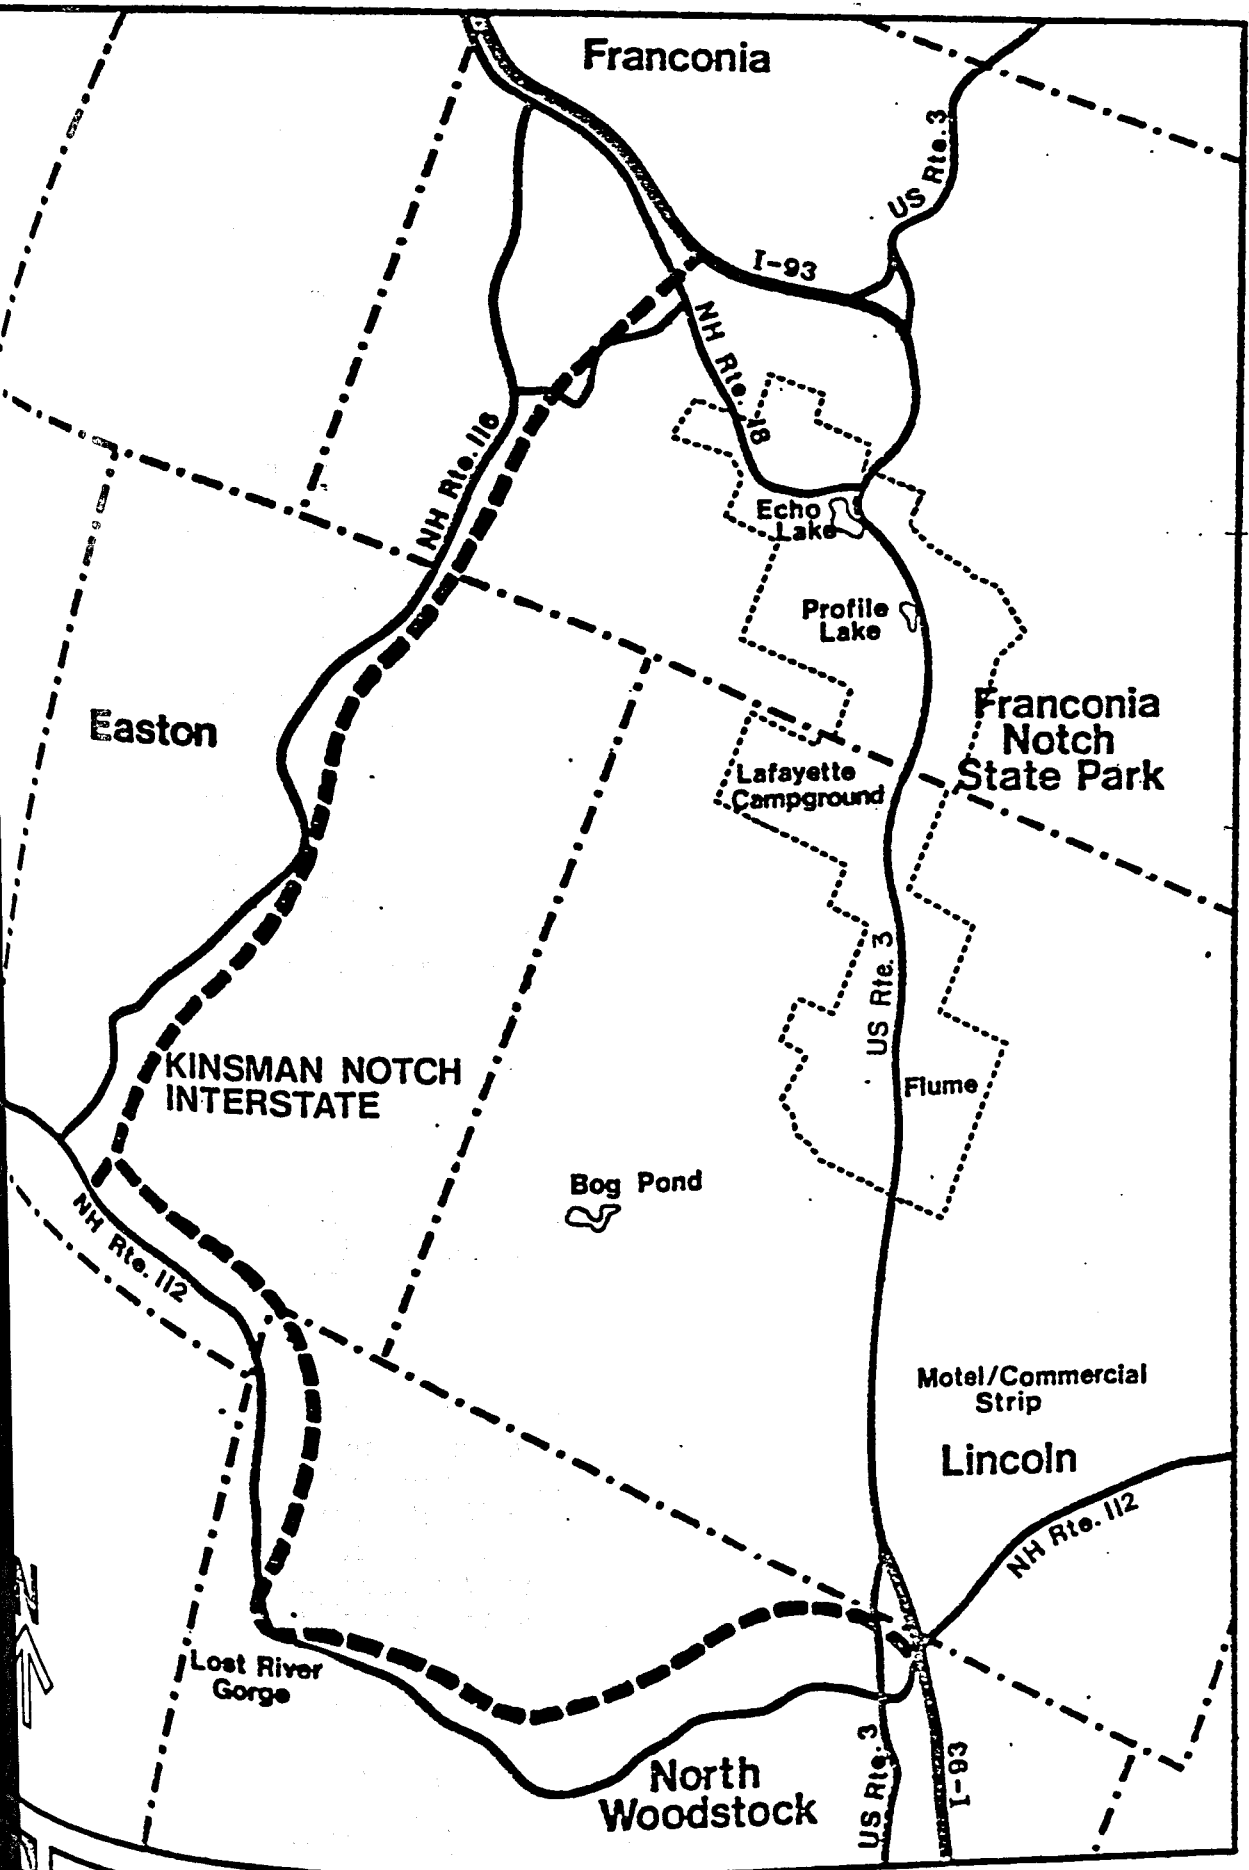 Franconia
US Rte. 3
I-93
NH Rte. 18
NH Rte. 116
Echo
Lake
Profile
Lake
Easton
Franconia
Notch
State Park
Lafayette
Campground
US Rte. 3
KINSMAN NOTCH
INTERSTATE
Flume
Bog Pond
NH Rte. 112
Motel/Commercial
Strip
Lincoln
NH Rte. 112
N
Lost River
Gorge
North
Woodstock
US Rte. 3
I-93